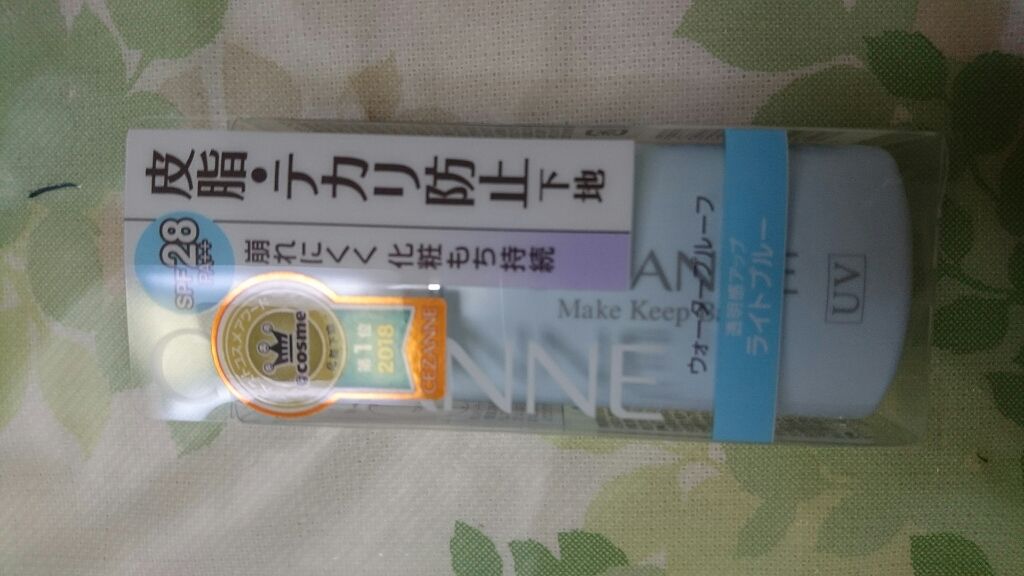 皮脂・テカリ防止下地
崩れにくく 化粧もち持続
SPF28
PA++
@cosme
第1位
2018
CEZANNE
Make Keep
ウォータープルーフ
透明感アップ
ライトブルー
UV